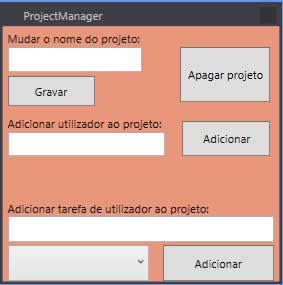 ProjectManager
Mudar o nome do projeto:
Apagar projeto
Gravar
Adicionar utilizador ao projeto:
Adicionar
Adicionar tarefa de utilizador ao projeto:
Adicionar